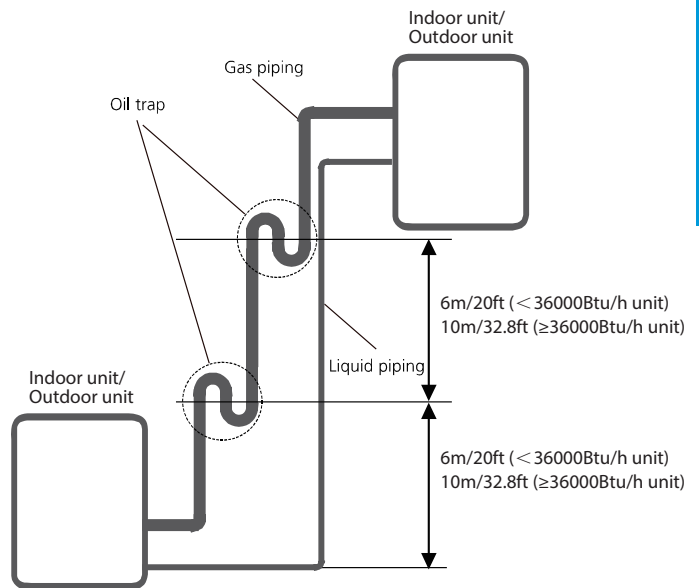 Indoor unit/
Outdoor unit
Gas piping
Oil trap
6m/20ft (＜36000Btu/h unit)
10m/32.8ft (≥36000Btu/h unit)
Liquid piping
Indoor unit/
Outdoor unit
6m/20ft (＜36000Btu/h unit)
10m/32.8ft (≥36000Btu/h unit)